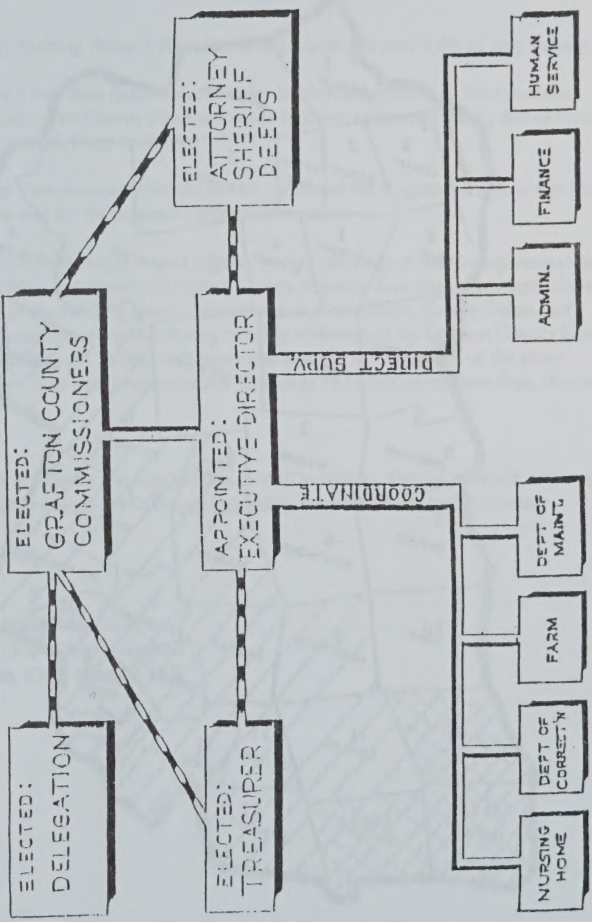 ELECTED:
DELEGATION
ELECTED:
GRAFTON COUNTY
COMMISSIONERS
ELECTED:
TREASURER
APPOINTED:
EXECUTIVE DIRECTOR
ELECTED:
ATTORNEY
SHERIFF
DEEDS
COORDINATE
DIRECT SUPV.
NURSING
HOME
DEPT OF
CORRECT'N
FARM
DEPT OF
MAINT.
ADMIN.
FINANCE
HUMAN
SERVICE